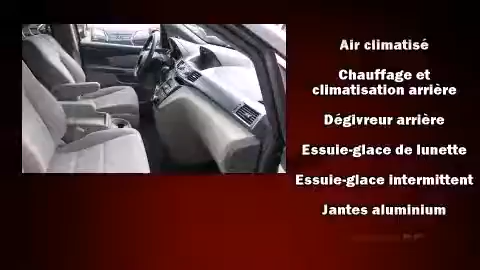 Air climatisé
Chauffage et
climatisation arrière
Dégivreur arrière
Essuie-glace de lunette
Essuie-glace intermittent
Jantes aluminium